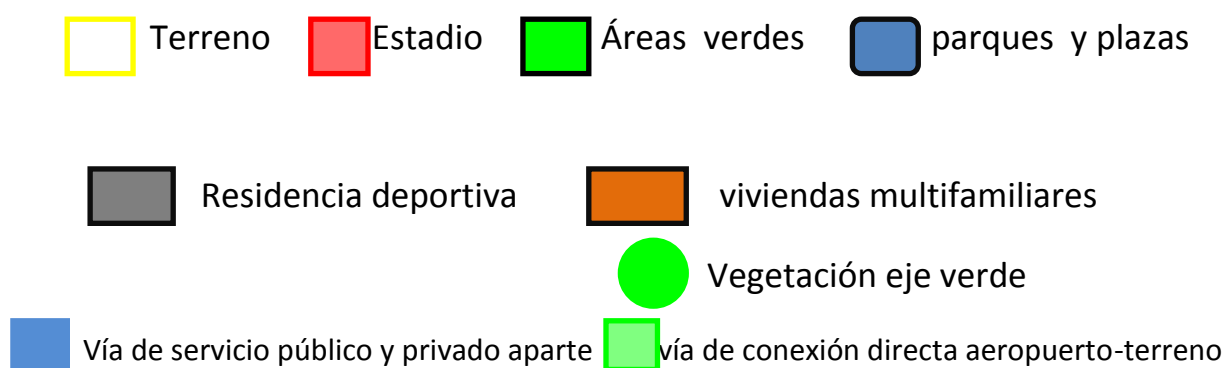 Terreno Estadio Áreas verdes parques y plazas
Residencia deportiva viviendas multifamiliares
Vegetación eje verde
Vía de servicio público y privado aparte vía de conexión directa aeropuerto-terreno